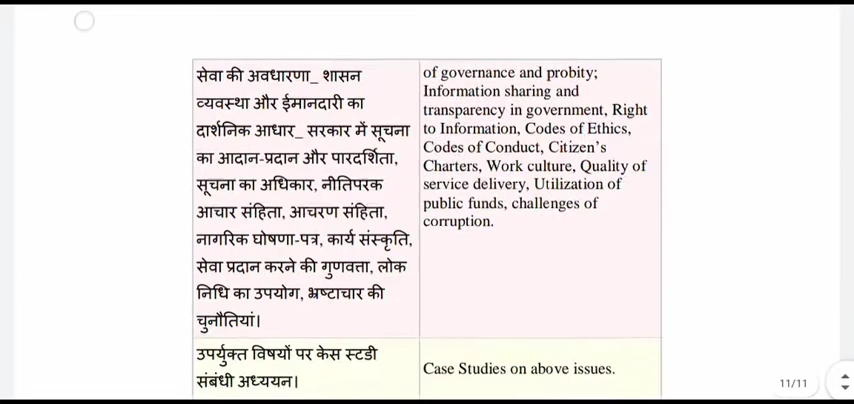 सेवा की अवधारणा_ शासन
व्यवस्था और ईमानदारी का
दार्शनिक आधार_ सरकार में सूचना
का आदान-प्रदान और पारदर्शिता,
सूचना का अधिकार, नीतिपरक
आचार संहिता, आचरण संहिता,
नागरिक घोषणा-पत्र, कार्य संस्कृति,
सेवा प्रदान करने की गुणवत्ता, लोक
निधि का उपयोग, भ्रष्टाचार की
चुनौतियां।
of governance and probity;
Information sharing and
transparency in government, Right
to Information, Codes of Ethics,
Codes of Conduct, Citizen’s
Charters, Work culture, Quality of
service delivery, Utilization of
public funds, challenges of
corruption.
उपर्युक्त विषयों पर केस स्टडी
संबंधी अध्ययन।
Case Studies on above issues.
11/11